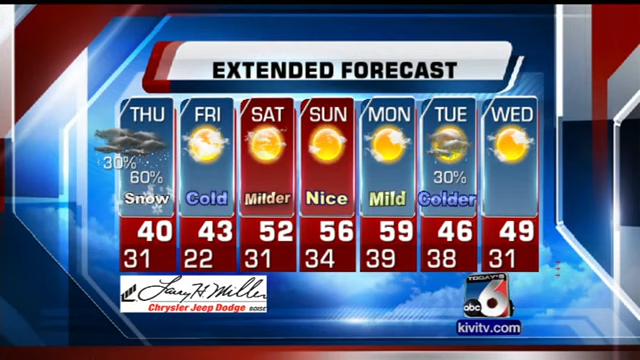 EXTENDED FORECAST
THU FRI SAT SUN MON TUE WED
30%
60% 30%
Snow Cold Milder Nice Mild Colder
40 43 52 56 59 46 49
31 22 31 34 39 38 31
Larry H. Miller
Chrysler Jeep Dodge BOISE
TODAY'S
abc 6
kivitv.com